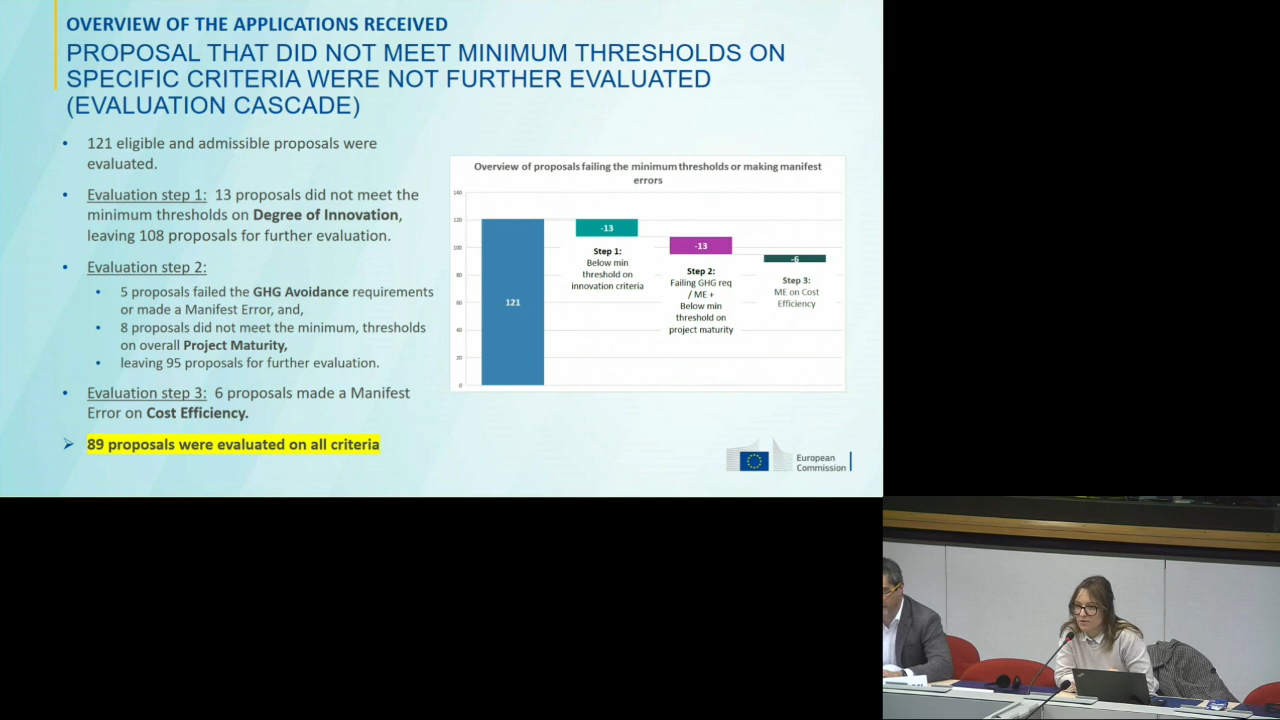 OVERVIEW OF THE APPLICATIONS RECEIVED
PROPOSAL THAT DID NOT MEET MINIMUM THRESHOLDS ON
SPECIFIC CRITERIA WERE NOT FURTHER EVALUATED
(EVALUATION CASCADE)
• 121 eligible and admissible proposals were
evaluated.
• Evaluation step 1: 13 proposals did not meet the
minimum thresholds on Degree of Innovation,
leaving 108 proposals for further evaluation.
• Evaluation step 2:
• 5 proposals failed the GHG Avoidance requirements
or made a Manifest Error, and,
• 8 proposals did not meet the minimum, thresholds
on overall Project Maturity,
• leaving 95 proposals for further evaluation.
• Evaluation step 3: 6 proposals made a Manifest
Error on Cost Efficiency.
➢ 89 proposals were evaluated on all criteria
Overview of proposals failing the minimum thresholds or making manifest
errors
140
120
100
80
60
40
20
0
121
-13
Step 1:
Below min
threshold on
innovation criteria
-13
Step 2:
Failing GHG req
/ ME +
Below min
threshold on
project maturity
-6
Step 3:
ME on Cost
Efficiency
European
Commission